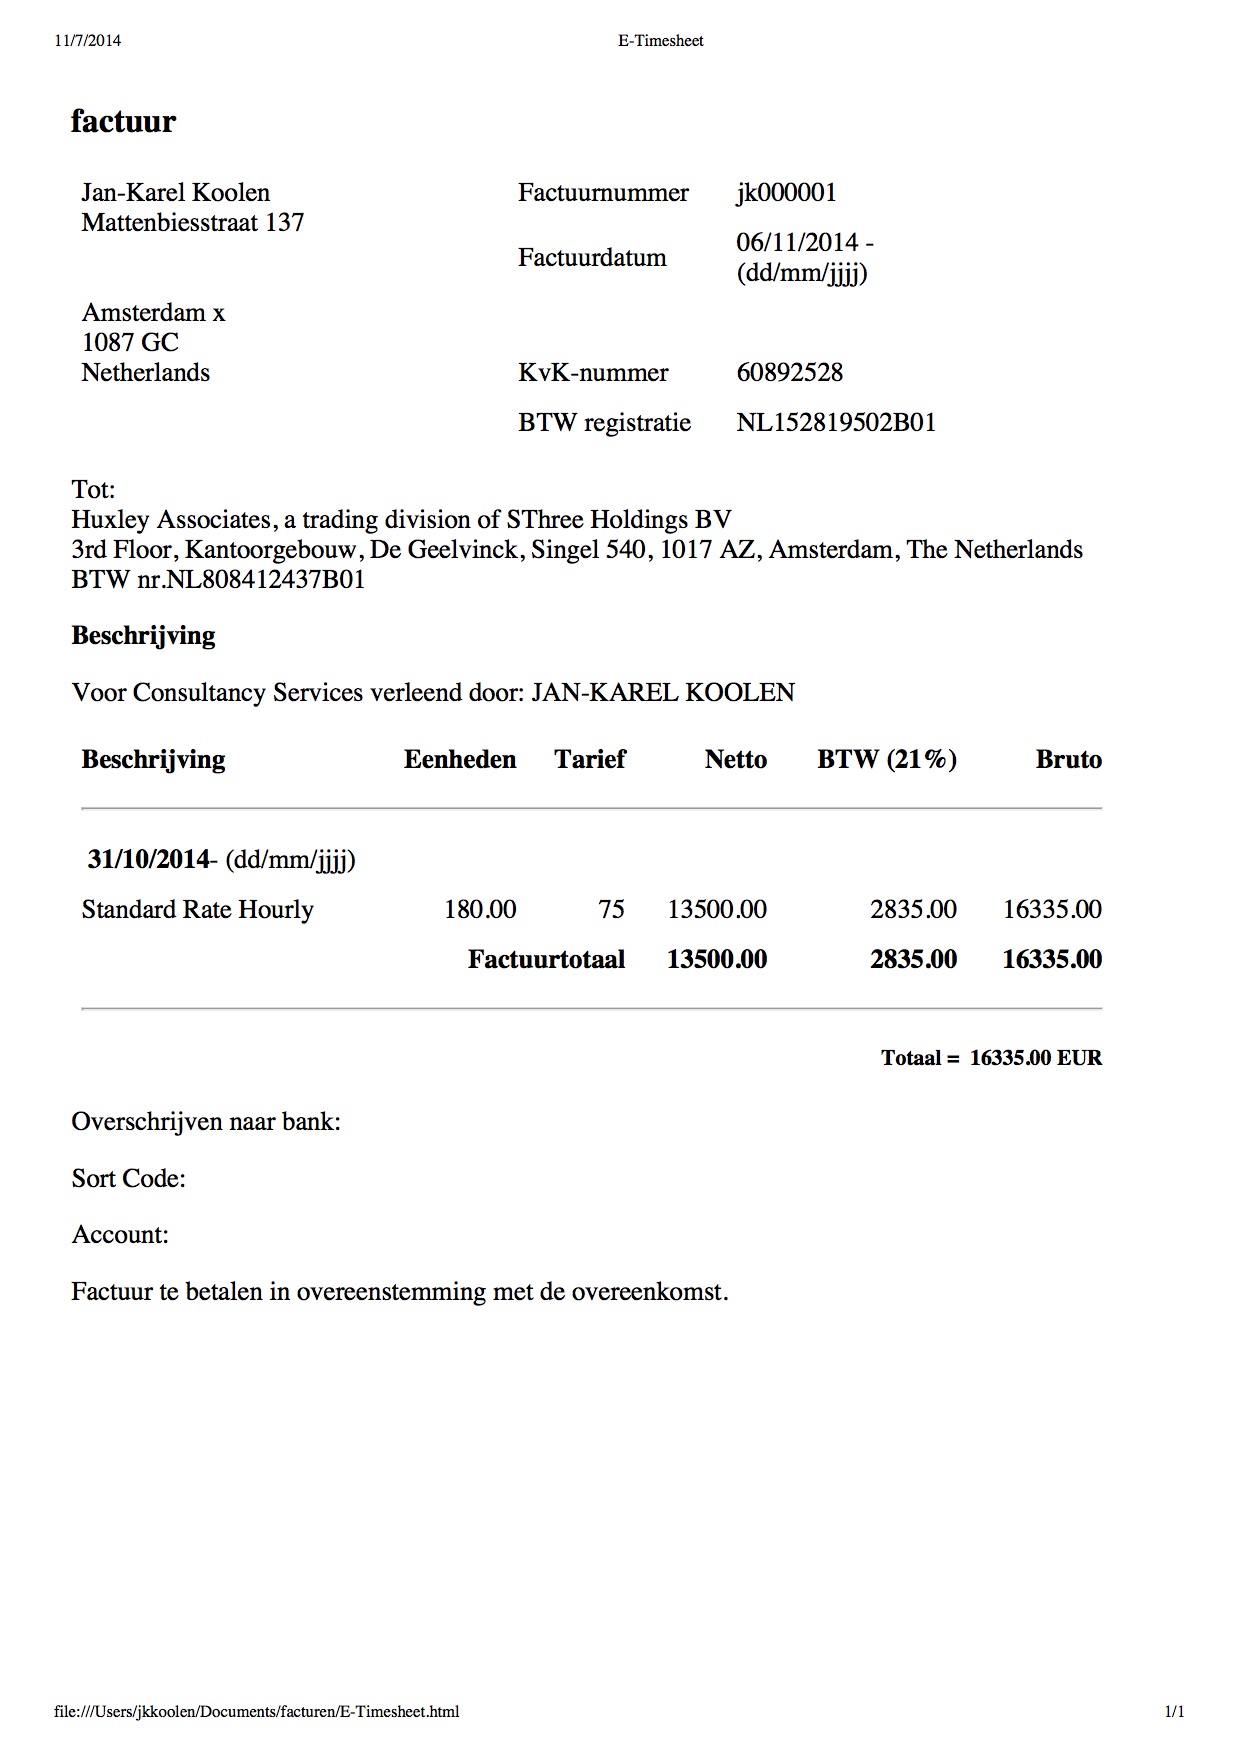 11/7/2014 E-Timesheet
factuur
Jan-Karel Koolen Factuurnummer jk000001
Mattenbiesstraat 137
Factuurdatum 06/11/2014 -
(dd/mm/jjjj)
Amsterdam x
1087 GC
Netherlands KvK-nummer 60892528
BTW registratie NL152819502B01
Tot:
Huxley Associates, a trading division of SThree Holdings BV
3rd Floor, Kantoorgebouw, De Geelvinck, Singel 540, 1017 AZ, Amsterdam, The Netherlands
BTW nr.NL808412437B01
Beschrijving
Voor Consultancy Services verleend door: JAN-KAREL KOOLEN
Beschrijving Eenheden Tarief Netto BTW (21%) Bruto
31/10/2014- (dd/mm/jjjj)
Standard Rate Hourly 180.00 75 13500.00 2835.00 16335.00
Factuurtotaal 13500.00 2835.00 16335.00
Totaal = 16335.00 EUR
Overschrijven naar bank:
Sort Code:
Account:
Factuur te betalen in overeenstemming met de overeenkomst.
file:///Users/jkkoolen/Documents/facturen/E-Timesheet.html 1/1